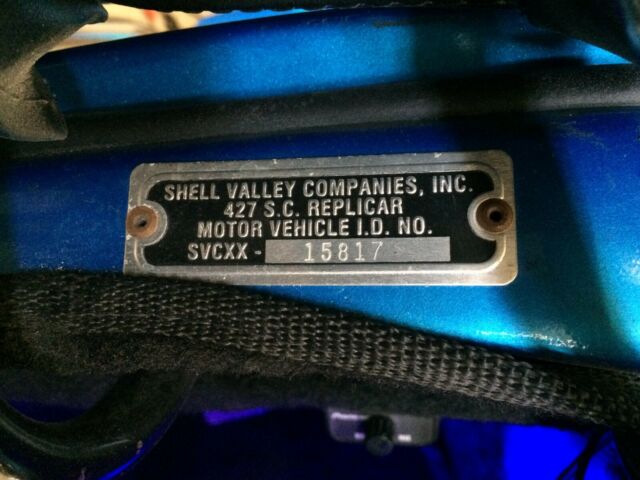 SHELL VALLEY COMPANIES, INC.
427 S.C. REPLICAR
MOTOR VEHICLE I.D. NO.
SVCXX - 15817